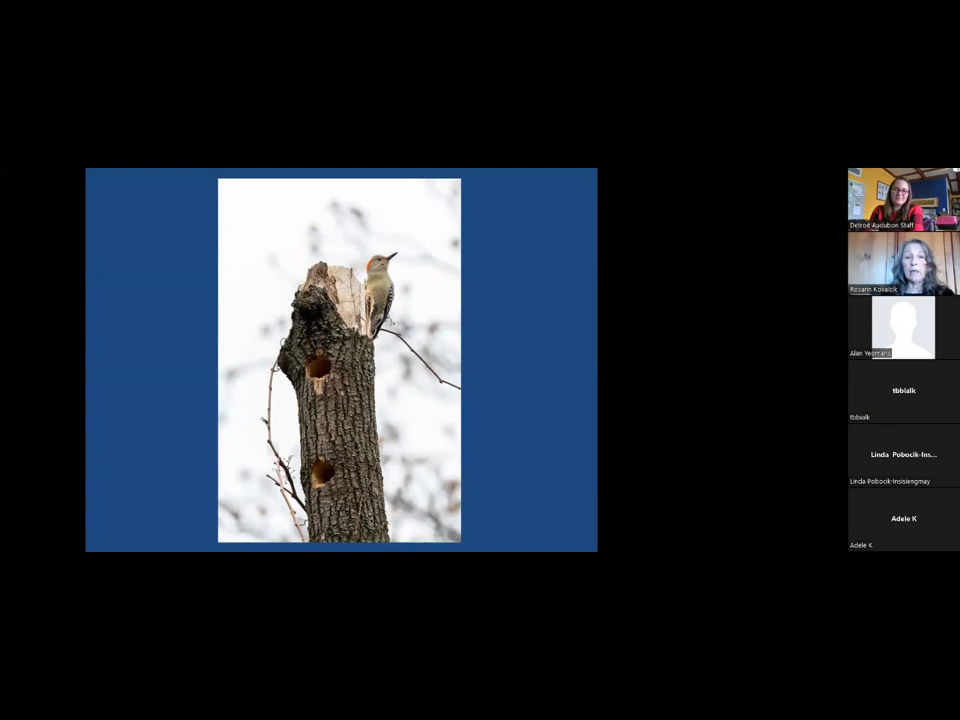 Detroit Audubon Staff
Rosann Kovalcik
Alan Yeomans
tbbialk
tbbialk
Linda Pobocik-Ins...
Linda Pobocik-Insisiengmay
Adele K
Adele K